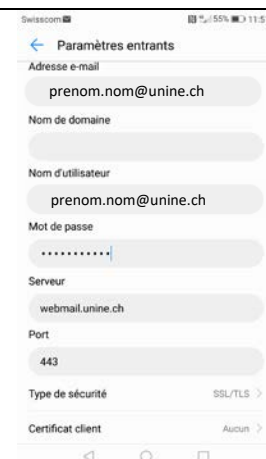 Swisscom
55% 11:5
Paramètres entrants
Adresse e-mail
prenom.nom@unine.ch
Nom de domaine
Nom d'utilisateur
prenom.nom@unine.ch
Mot de passe
•••••••••••
Serveur
webmail.unine.ch
Port
443
Type de sécurité SSL/TLS >
Certificat client Aucun >